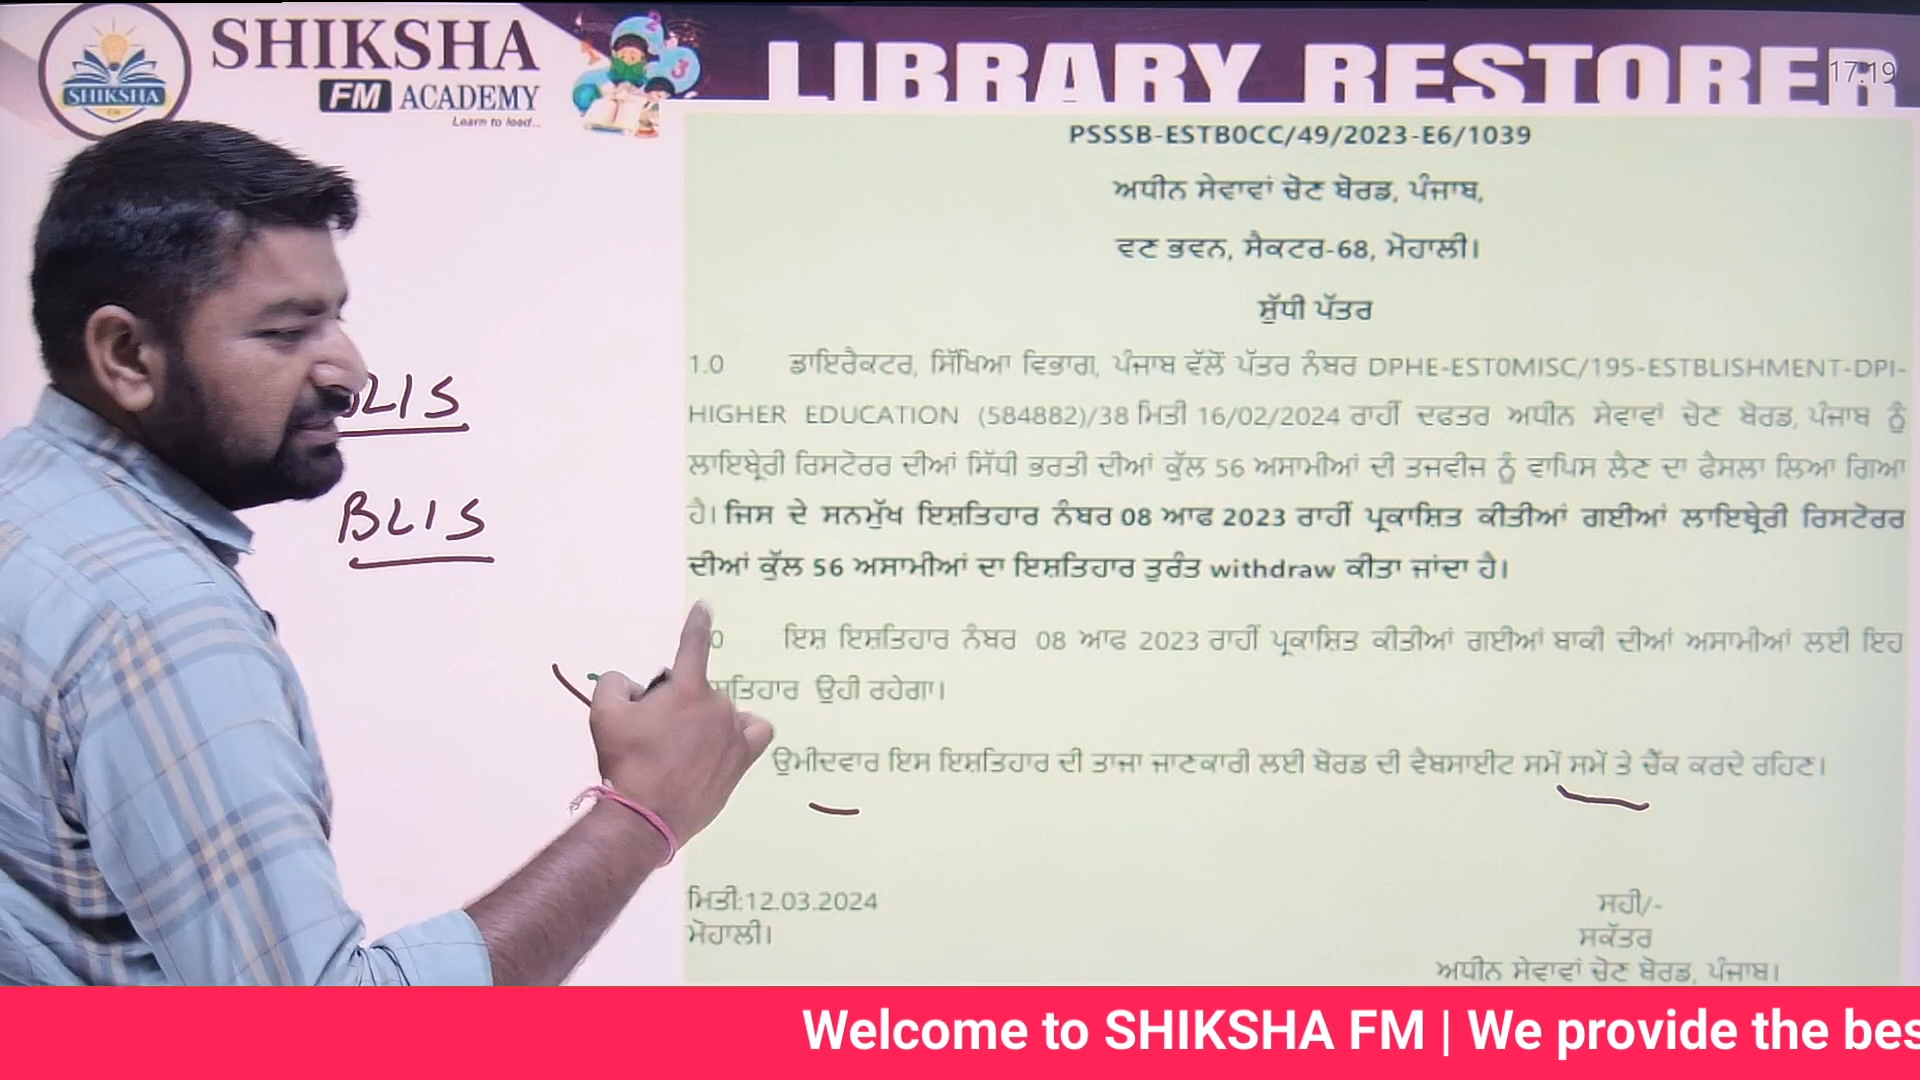 SHIKSHA
FM ACADEMY
Learn to lead...
SHIKSHA
FM
LIBRARY RESTORER
17:19
PSSSB-ESTB0CC/49/2023-E6/1039
ਅਧੀਨ ਸੇਵਾਵਾਂ ਚੋਣ ਬੋਰਡ, ਪੰਜਾਬ,
ਵਣ ਭਵਨ, ਸੈਕਟਰ-68, ਮੋਹਾਲੀ।
ਸ਼ੁੱਧੀ ਪੱਤਰ
1.0 ਡਾਇਰੈਕਟਰ, ਸਿੱਖਿਆ ਵਿਭਾਗ, ਪੰਜਾਬ ਵੱਲੋਂ ਪੱਤਰ ਨੰਬਰ DPHE-EST0MISC/195-ESTBLISHMENT-DPI-
HIGHER EDUCATION (584882)/38 ਮਿਤੀ 16/02/2024 ਰਾਹੀਂ ਦਫਤਰ ਅਧੀਨ ਸੇਵਾਵਾਂ ਚੋਣ ਬੋਰਡ, ਪੰਜਾਬ ਨੂੰ
ਲਾਇਬ੍ਰੇਰੀ ਰਿਸਟੋਰਰ ਦੀਆਂ ਸਿੱਧੀ ਭਰਤੀ ਦੀਆਂ ਕੁੱਲ 56 ਅਸਾਮੀਆਂ ਦੀ ਤਜਵੀਜ ਨੂੰ ਵਾਪਿਸ ਲੈਣ ਦਾ ਫੈਸਲਾ ਲਿਆ ਗਿਆ
ਹੈ। ਜਿਸ ਦੇ ਸਨਮੁੱਖ ਇਸ਼ਤਿਹਾਰ ਨੰਬਰ 08 ਆਫ 2023 ਰਾਹੀਂ ਪ੍ਰਕਾਸ਼ਿਤ ਕੀਤੀਆਂ ਗਈਆਂ ਲਾਇਬ੍ਰੇਰੀ ਰਿਸਟੋਰਰ
ਦੀਆਂ ਕੁੱਲ 56 ਅਸਾਮੀਆਂ ਦਾ ਇਸ਼ਤਿਹਾਰ ਤੁਰੰਤ withdraw ਕੀਤਾ ਜਾਂਦਾ ਹੈ।
ਇਸ਼ ਇਸ਼ਤਿਹਾਰ ਨੰਬਰ 08 ਆਫ 2023 ਰਾਹੀਂ ਪ੍ਰਕਾਸ਼ਿਤ ਕੀਤੀਆਂ ਗਈਆਂ ਬਾਕੀ ਦੀਆਂ ਅਸਾਮੀਆਂ ਲਈ ਇਹ
ਉਹੀ ਰਹੇਗਾ।
ਉਮੀਦਵਾਰ ਇਸ ਇਸ਼ਤਿਹਾਰ ਦੀ ਤਾਜਾ ਜਾਣਕਾਰੀ ਲਈ ਬੋਰਡ ਦੀ ਵੈਬਸਾਈਟ ਸਮੇਂ ਸਮੇਂ ਤੇ ਚੈੱਕ ਕਰਦੇ ਰਹਿਣ।
ਮਿਤੀ:12.03.2024
ਮੋਹਾਲੀ।
ਸਹੀ/-
ਸਕੱਤਰ
ਅਧੀਨ ਸੇਵਾਵਾਂ ਚੋਣ ਬੋਰਡ, ਪੰਜਾਬ।
BLIS
Welcome to SHIKSHA FM | We provide the bes